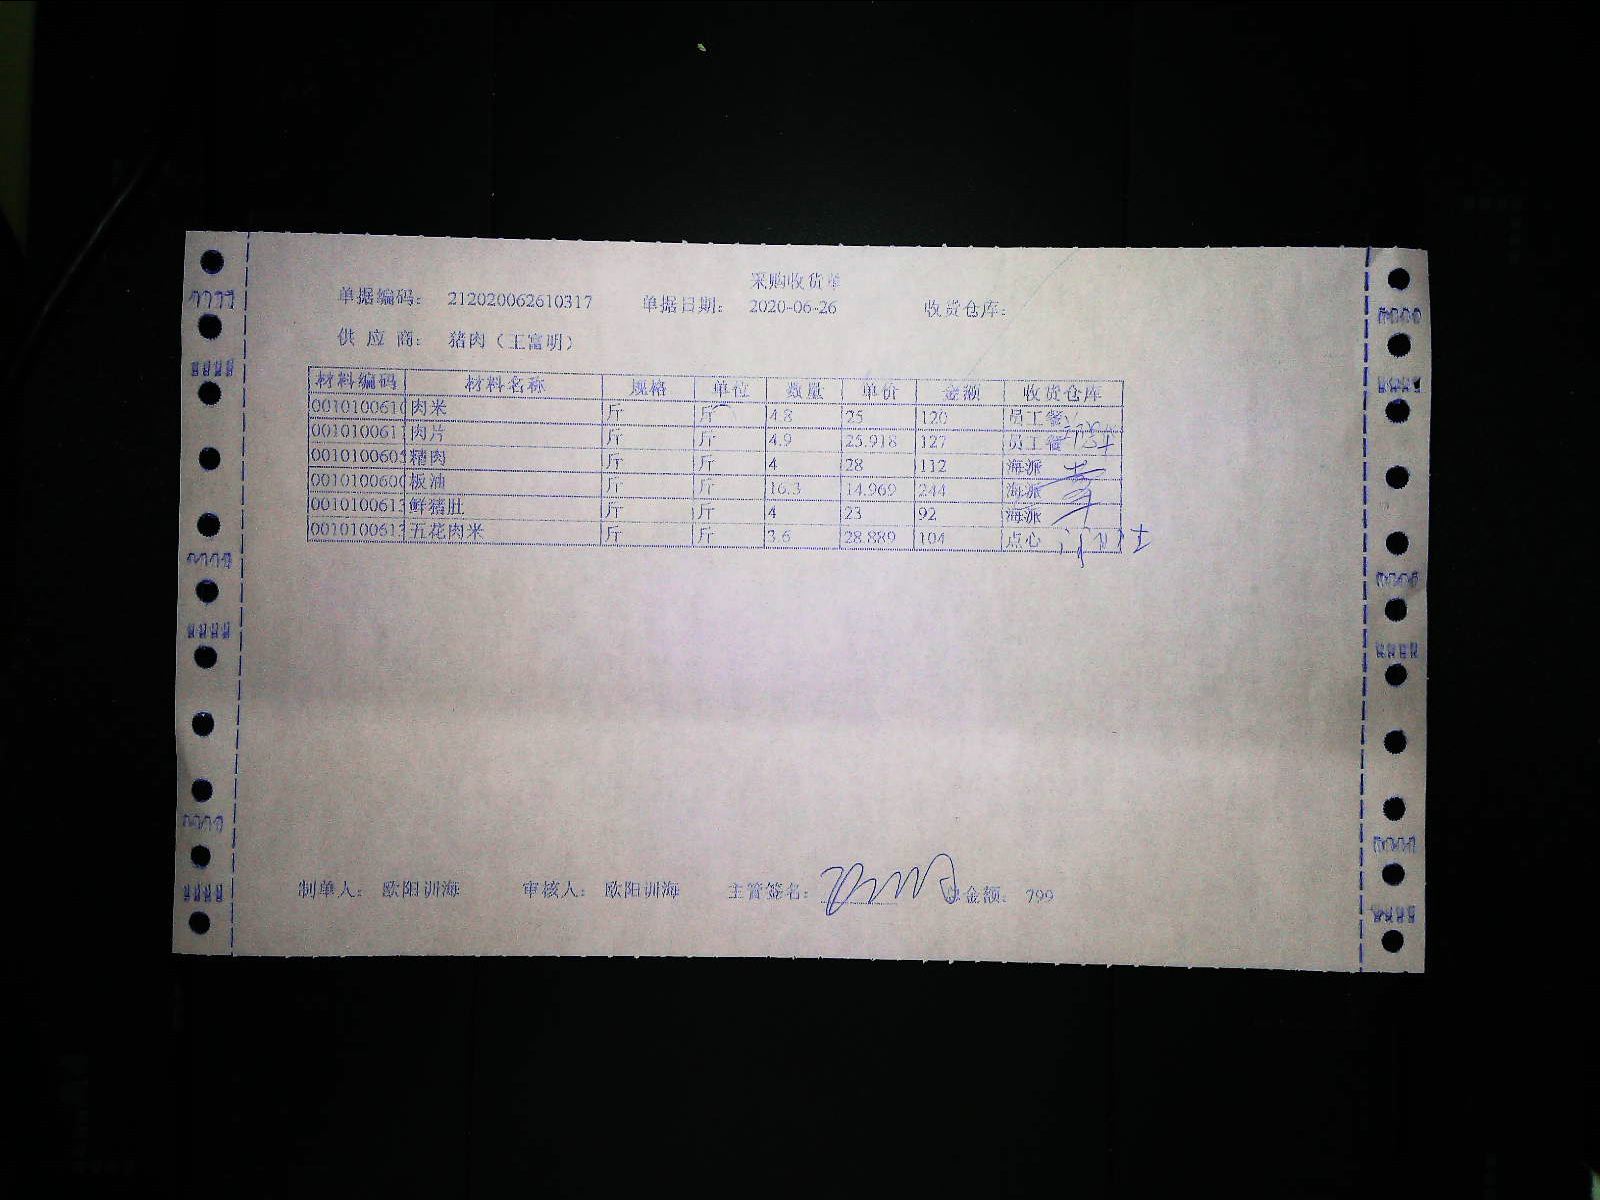 采购收货单
单据编码： 212020062610317 单据日期： 2020-06-26 收货仓库：
供 应 商： 猪肉（王富明）
材料编码 材料名称 规格 单位 数量 单价 金额 收货仓库
001010061 肉米 斤 斤 4.8 25 120 员工餐
001010061 肉片 斤 斤 4.9 25.918 127 员工餐
001010060 精肉 斤 斤 4 28 112 海派
001010060 板油 斤 斤 16.3 14.969 244 海派
001010061 鲜猪肚 斤 斤 4 23 92 海派
001010061 五花肉米 斤 斤 3.6 28.889 104 点心
制单人： 欧阳训海 审核人： 欧阳训海 主管签名： 总金额： 799